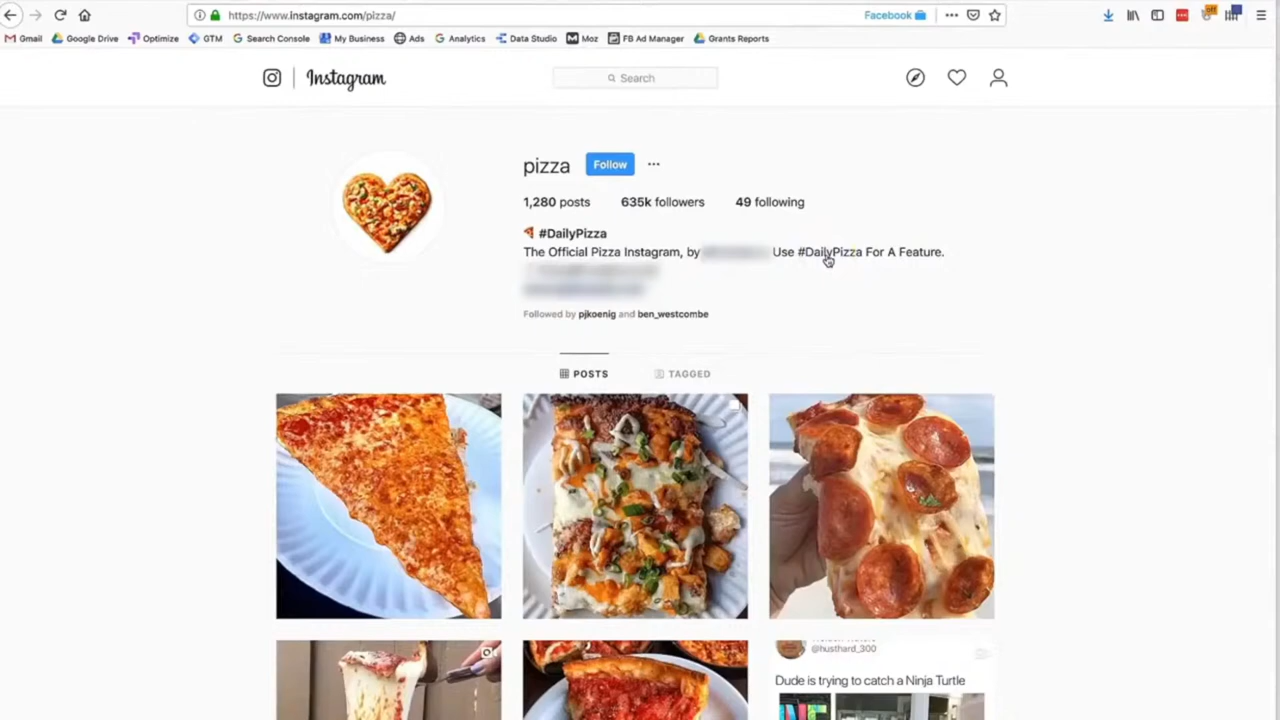 https://www.instagram.com/pizza/ Facebook
Gmail Google Drive Optimize GTM Search Console My Business Ads Analytics Data Studio Moz FB Ad Manager Grants Reports
Instagram Search
pizza Follow
1,280 posts 635k followers 49 following
#DailyPizza
The Official Pizza Instagram, by Use #DailyPizza For A Feature.
Followed by pjkoenig and ben_westcombe
POSTS TAGGED
@husthard_300
Dude is trying to catch a Ninja Turtle